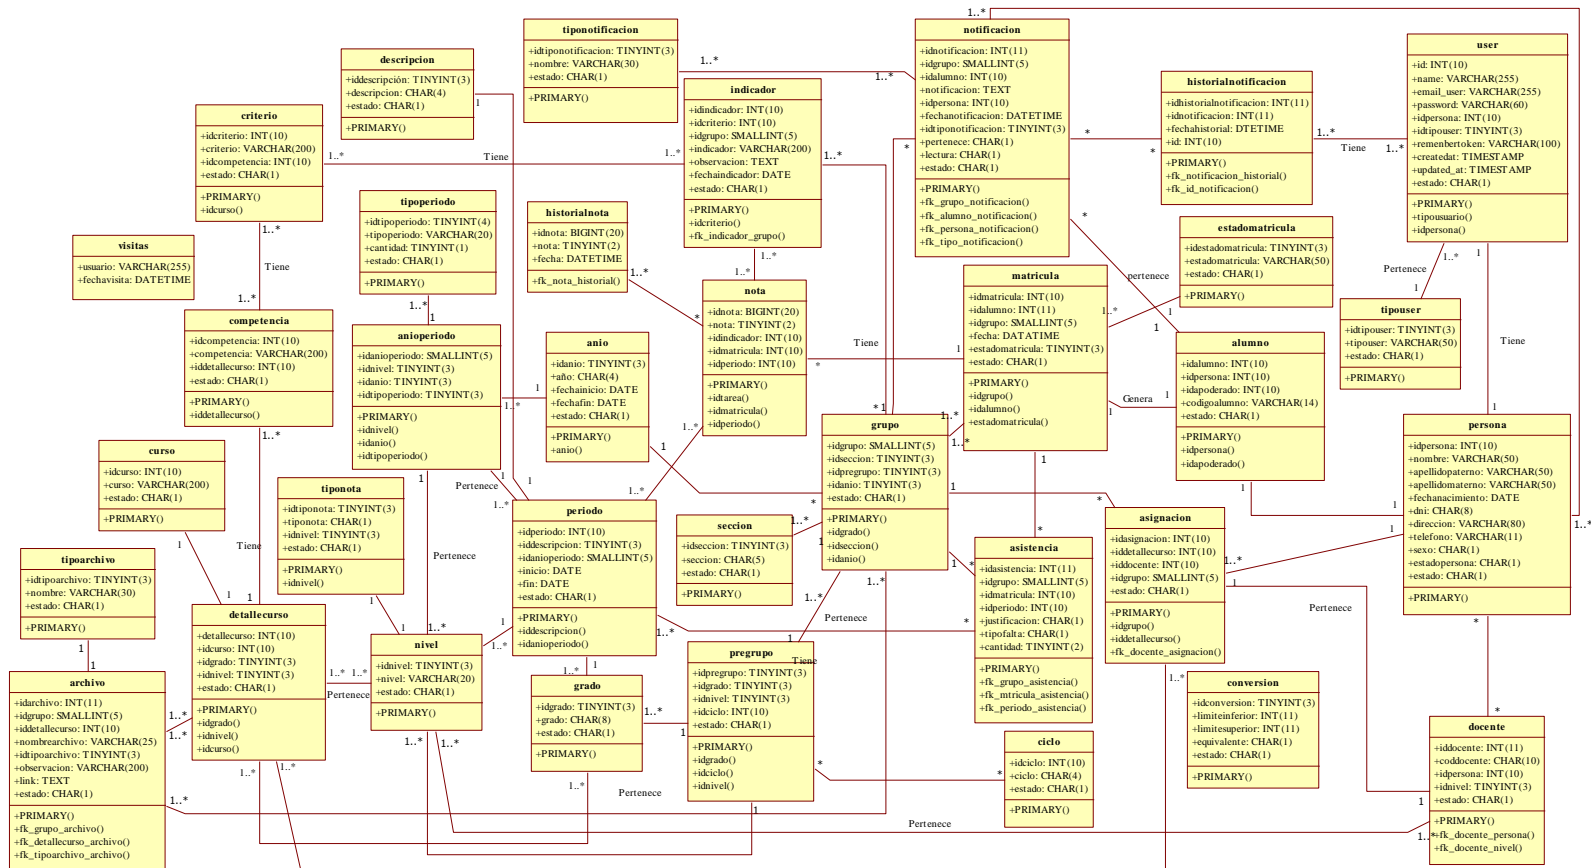 tiponotificacion
+idtiponotificacion: TINYINT(3)
+nombre: VARCHAR(30)
+estado: CHAR(1)
+PRIMARY()
notificacion
+idnotificacion: INT(11)
+idgrupo: SMALLINT(5)
+idalumno: INT(10)
+notificacion: TEXT
+idpersona: INT(10)
+fechanotificacion: DATETIME
+idtiponotificacion: TINYINT(3)
+pertenece: CHAR(1)
+lectura: CHAR(1)
+estado: CHAR(1)
+PRIMARY()
+fk_grupo_notificacion()
+fk_alumno_notificacion()
+fk_persona_notificacion()
+fk_tipo_notificacion()
user
+id: INT(10)
+name: VARCHAR(255)
+email_user: VARCHAR(255)
+password: VARCHAR(60)
+idpersona: INT(10)
+idtipouser: TINYINT(3)
+remenbertoken: VARCHAR(100)
+createdat: TIMESTAMP
+updated_at: TIMESTAMP
+estado: CHAR(1)
+PRIMARY()
+tipousuario()
+idpersona()
descripcion
+iddescripción: TINYINT(3)
+descripcion: CHAR(4)
+estado: CHAR(1)
+PRIMARY()
indicador
+idindicador: INT(10)
+idcriterio: INT(10)
+idgrupo: SMALLINT(5)
+indicador: VARCHAR(200)
+observacion: TEXT
+fechaindicador: DATE
+estado: CHAR(1)
+PRIMARY()
+idcriterio()
+fk_indicador_grupo()
historialnotificacion
+idhistorialnotificacion: INT(11)
+idnotificacion: INT(11)
+fechahistorial: DTETIME
+id: INT(10)
+PRIMARY()
+fk_notificacion_historial()
+fk_id_notificacion()
criterio
+idcriterio: INT(10)
+criterio: VARCHAR(200)
+idcompetencia: INT(10)
+estado: CHAR(1)
+PRIMARY()
+idcurso()
tipoperiodo
+idtipoperiodo: TINYINT(4)
+tipoperiodo: VARCHAR(20)
+cantidad: TINYINT(1)
+estado: CHAR(1)
+PRIMARY()
historialnota
+idnota: BIGINT(20)
+nota: TINYINT(2)
+fecha: DATETIME
+fk_nota_historial()
visitas
+usuario: VARCHAR(255)
+fechavisita: DATETIME
estadomatricula
+idestadomatricula: TINYINT(3)
+estadomatricula: VARCHAR(50)
+estado: CHAR(1)
+PRIMARY()
matricula
+idmatricula: INT(10)
+idalumno: INT(11)
+idgrupo: SMALLINT(5)
+fecha: DATATIME
+estadomatricula: TINYINT(3)
+estado: CHAR(1)
+PRIMARY()
+idgrupo()
+idalumno()
+estadomatricula()
nota
+idnota: BIGINT(20)
+nota: TINYINT(2)
+idindicador: INT(10)
+idmatricula: INT(10)
+idperiodo: INT(10)
+PRIMARY()
+idtarea()
+idmatricula()
+idperiodo()
tipouser
+idtipouser: TINYINT(3)
+tipouser: VARCHAR(50)
+estado: CHAR(1)
+PRIMARY()
competencia
+idcompetencia: INT(10)
+competencia: VARCHAR(200)
+iddetallecurso: INT(10)
+estado: CHAR(1)
+PRIMARY()
+iddetallecurso()
anioperiodo
+idanioperiodo: SMALLINT(5)
+idnivel: TINYINT(3)
+idanio: TINYINT(3)
+idtipoperiodo: TINYINT(3)
+PRIMARY()
+idnivel()
+idanio()
+idtipoperiodo()
anio
+idanio: TINYINT(3)
+año: CHAR(4)
+fechainicio: DATE
+fechafin: DATE
+estado: CHAR(1)
+PRIMARY()
+anio()
alumno
+idalumno: INT(10)
+idpersona: INT(10)
+idapoderado: INT(10)
+codigoalumno: VARCHAR(14)
+estado: CHAR(1)
+PRIMARY()
+idpersona()
+idapoderado()
grupo
+idgrupo: SMALLINT(5)
+idseccion: TINYINT(3)
+idpregrupo: TINYINT(3)
+idanio: TINYINT(3)
+estado: CHAR(1)
+PRIMARY()
+idgrado()
+idseccion()
+idanio()
persona
+idpersona: INT(10)
+nombre: VARCHAR(50)
+apellidopaterno: VARCHAR(50)
+apellidomaterno: VARCHAR(50)
+fechanacimiento: DATE
+dni: CHAR(8)
+direccion: VARCHAR(80)
+telefono: VARCHAR(11)
+sexo: CHAR(1)
+estadopersona: CHAR(1)
+estado: CHAR(1)
+PRIMARY()
curso
+idcurso: INT(10)
+curso: VARCHAR(200)
+estado: CHAR(1)
+PRIMARY()
tiponota
+idtiponota: TINYINT(3)
+tiponota: CHAR(1)
+idnivel: TINYINT(3)
+estado: CHAR(1)
+PRIMARY()
+idnivel()
periodo
+idperiodo: INT(10)
+iddescripcion: TINYINT(3)
+idanioperiodo: SMALLINT(5)
+inicio: DATE
+fin: DATE
+estado: CHAR(1)
+PRIMARY()
+iddescripcion()
+idanioperiodo()
seccion
+idseccion: TINYINT(3)
+seccion: CHAR(5)
+estado: CHAR(1)
+PRIMARY()
asignacion
+idasignacion: INT(10)
+iddetallecurso: INT(10)
+iddocente: INT(10)
+idgrupo: SMALLINT(5)
+estado: CHAR(1)
+PRIMARY()
+idgrupo()
+iddetallecurso()
+fk_docente_asignacion()
asistencia
+idasistencia: INT(11)
+idgrupo: SMALLINT(5)
+idmatricula: INT(10)
+idperiodo: INT(10)
+justificacion: CHAR(1)
+tipofalta: CHAR(1)
+cantidad: TINYINT(2)
+PRIMARY()
+fk_grupo_asistencia()
+fk_mtricula_asistencia()
+fk_periodo_asistencia()
tipoarchivo
+idtipoarchivo: TINYINT(3)
+nombre: VARCHAR(30)
+estado: CHAR(1)
+PRIMARY()
detallecurso
+detallecurso: INT(10)
+idcurso: INT(10)
+idgrado: TINYINT(3)
+idnivel: TINYINT(3)
+estado: CHAR(1)
+PRIMARY()
+idgrado()
+idnivel()
+idcurso()
nivel
+idnivel: TINYINT(3)
+nivel: VARCHAR(20)
+estado: CHAR(1)
+PRIMARY()
pregrupo
+idpregrupo: TINYINT(3)
+idgrado: TINYINT(3)
+idnivel: TINYINT(3)
+idciclo: INT(10)
+estado: CHAR(1)
+PRIMARY()
+idgrado()
+idciclo()
+idnivel()
archivo
+idarchivo: INT(11)
+idgrupo: SMALLINT(5)
+iddetallecurso: INT(10)
+nombrearchivo: VARCHAR(25)
+idtipoarchivo: TINYINT(3)
+observacion: VARCHAR(200)
+link: TEXT
+estado: CHAR(1)
+PRIMARY()
+fk_grupo_archivo()
+fk_detallecurso_archivo()
+fk_tipoarchivo_archivo()
grado
+idgrado: TINYINT(3)
+grado: CHAR(8)
+estado: CHAR(1)
+PRIMARY()
conversion
+idconversion: TINYINT(3)
+limiteinferior: INT(11)
+limitesuperior: INT(11)
+equivalente: CHAR(1)
+estado: CHAR(1)
+PRIMARY()
ciclo
+idciclo: INT(10)
+ciclo: CHAR(4)
+estado: CHAR(1)
+PRIMARY()
docente
+iddocente: INT(11)
+coddocente: CHAR(10)
+idpersona: INT(10)
+idnivel: TINYINT(3)
+estado: CHAR(1)
+PRIMARY()
+fk_docente_persona()
+fk_docente_nivel()
Tiene
Tiene
Tiene
Tiene
Tiene
Tiene
Tiene
Pertenece
pertenece
Genera
Pertenece
Pertenece
Pertenece
Pertenece
Pertenece
Pertenece
Pertenece